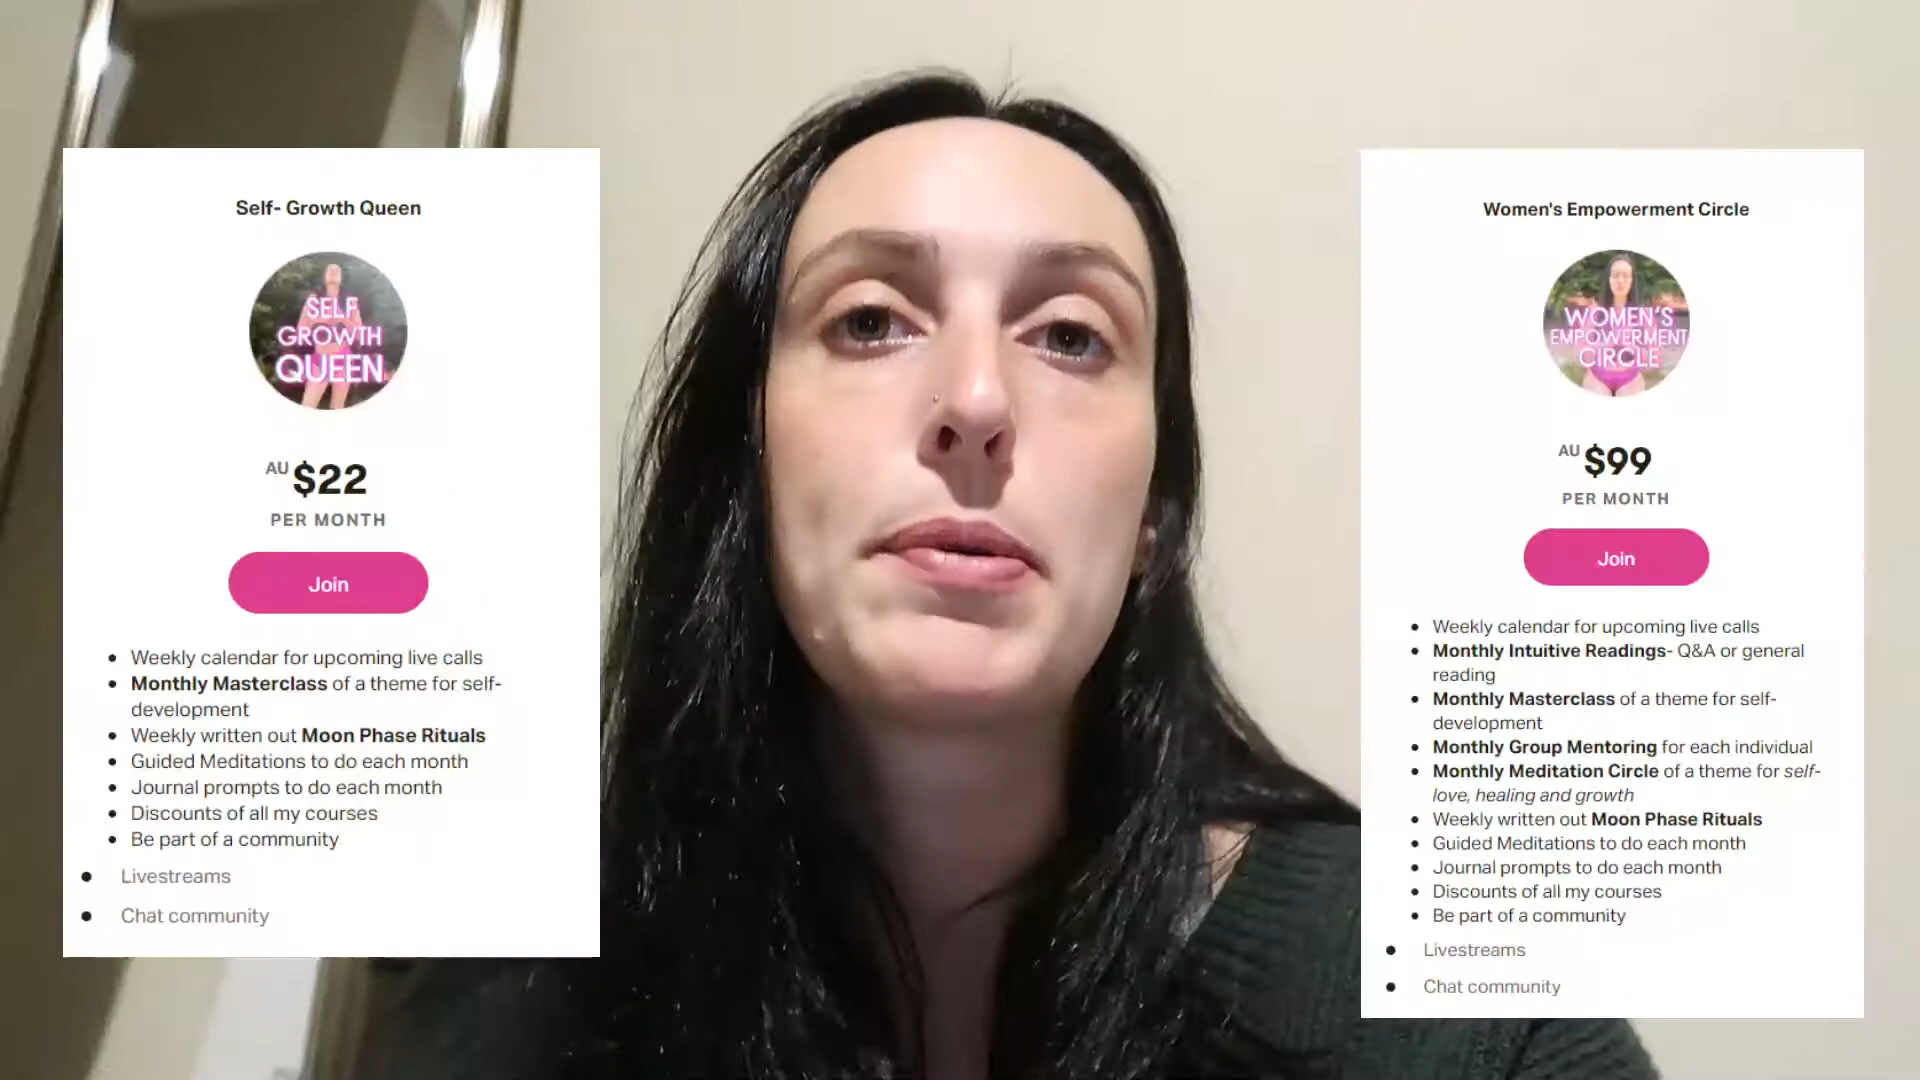 Self- Growth Queen
SELF
GROWTH
QUEEN
AU $22
PER MONTH
Join
• Weekly calendar for upcoming live calls
• Monthly Masterclass of a theme for self-
development
• Weekly written out Moon Phase Rituals
• Guided Meditations to do each month
• Journal prompts to do each month
• Discounts of all my courses
• Be part of a community
• Livestreams
• Chat community
Women's Empowerment Circle
WOMEN'S
EMPOWERMENT
CIRCLE
AU $99
PER MONTH
Join
• Weekly calendar for upcoming live calls
• Monthly Intuitive Readings- Q&A or general
reading
• Monthly Masterclass of a theme for self-
development
• Monthly Group Mentoring for each individual
• Monthly Meditation Circle of a theme for self-
love, healing and growth
• Weekly written out Moon Phase Rituals
• Guided Meditations to do each month
• Journal prompts to do each month
• Discounts of all my courses
• Be part of a community
• Livestreams
• Chat community